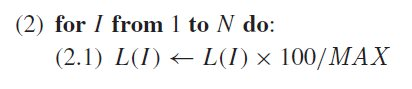 (2) for I from 1 to N do:
(2.1) L(I) ← L(I) × 100/MAX